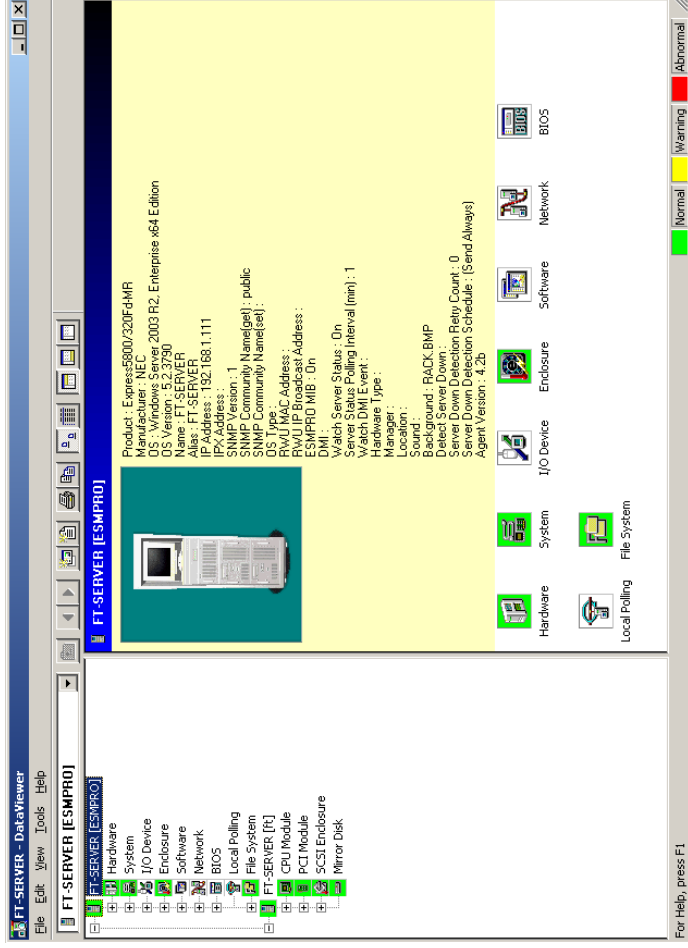 FT-SERVER - DataViewer
File Edit View Tools Help
FT-SERVER [ESMPRO]
FT-SERVER [ESMPRO]
Hardware
System
I/O Device
Enclosure
Software
Network
BIOS
Local Polling
File System
FT-SERVER [ft]
CPU Module
PCI Module
SCSI Enclosure
Mirror Disk
FT-SERVER [ESMPRO]
Product : Express5800/320Fd-MR
Manufacturer : NEC
OS : Windows Server 2003 R2, Enterprise x64 Edition
OS Version : 5.2.3790
Name : FT-SERVER
Alias : FT-SERVER
IP Address : 192.168.1.111
IPX Address :
SNMP Version : 1
SNMP Community Name(get) : public
SNMP Community Name(set) :
OS Type :
RWU MAC Address :
RWU IP Broadcast Address :
ESMPRO MIB : On
DMI :
Watch Server Status : On
Server Status Polling Interval (min) : 1
Watch DMI Event :
Hardware Type :
Manager :
Location :
Sound :
Background : RACK.BMP
Detect Server Down :
Server Down Detection Retry Count : 0
Server Down Detection Schedule : (Send Always)
Agent Version : 4.2b
Hardware System I/O Device Enclosure Software Network BIOS
Local Polling File System
For Help, press F1 Normal Warning Abnormal